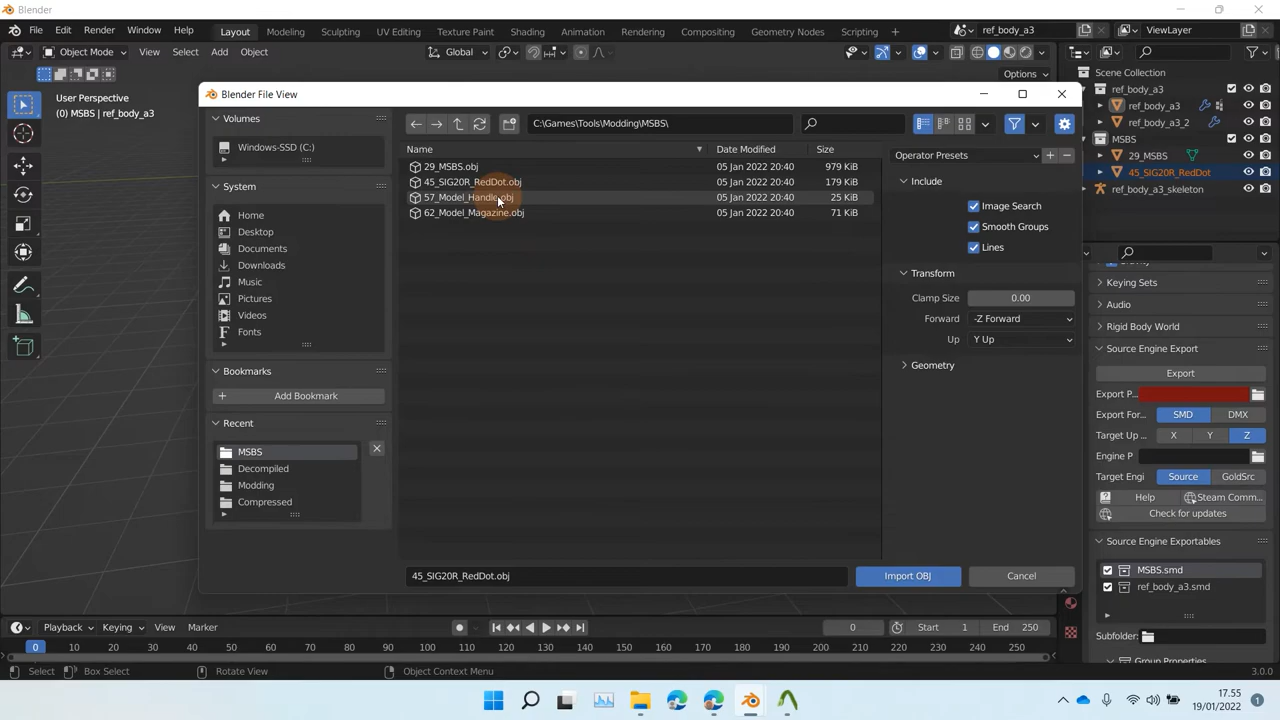 Blender
File Edit Render Window Help Layout Modeling Sculpting UV Editing Texture Paint Shading Animation Rendering Compositing Geometry Nodes Scripting + ref_body_a3 ViewLayer
Object Mode View Select Add Object Global
Options
User Perspective
(0) MSBS | ref_body_a3
Scene Collection
ref_body_a3
ref_body_a3
ref_body_a3_2
MSBS
29_MSBS
45_SIG20R_RedDot
ref_body_a3_skeleton
Blender File View
Volumes
Windows-SSD (C:)
System
Home
Desktop
Documents
Downloads
Music
Pictures
Videos
Fonts
Bookmarks
+ Add Bookmark
Recent
MSBS
Decompiled
Modding
Compressed
C:\Games\Tools\Modding\MSBS\
Name Date Modified Size
29_MSBS.obj 05 Jan 2022 20:40 979 KiB
45_SIG20R_RedDot.obj 05 Jan 2022 20:40 179 KiB
57_Model_Handle.obj 05 Jan 2022 20:40 25 KiB
62_Model_Magazine.obj 05 Jan 2022 20:40 71 KiB
45_SIG20R_RedDot.obj Import OBJ Cancel
Operator Presets + −
Include
Image Search
Smooth Groups
Lines
Transform
Clamp Size 0.00
Forward -Z Forward
Up Y Up
Geometry
Keying Sets
Audio
Rigid Body World
Source Engine Export
Export
Export P...
Export For... SMD DMX
Target Up X Y Z
Engine P
Target Engi Source GoldSrc
Help Steam Comm...
Check for updates
Source Engine Exportables
MSBS.smd
ref_body_a3.smd
Subfolder:
Group Properties
Playback Keying View Marker 0 Start 1 End 250
0 10 20 30 40 50 60 70 80 90 100 110 120 130 140 150 160 170 180 190 200 210 220 230 240 250
Select Box Select Rotate View Object Context Menu 3.0.0
17.55
19/01/2022
1